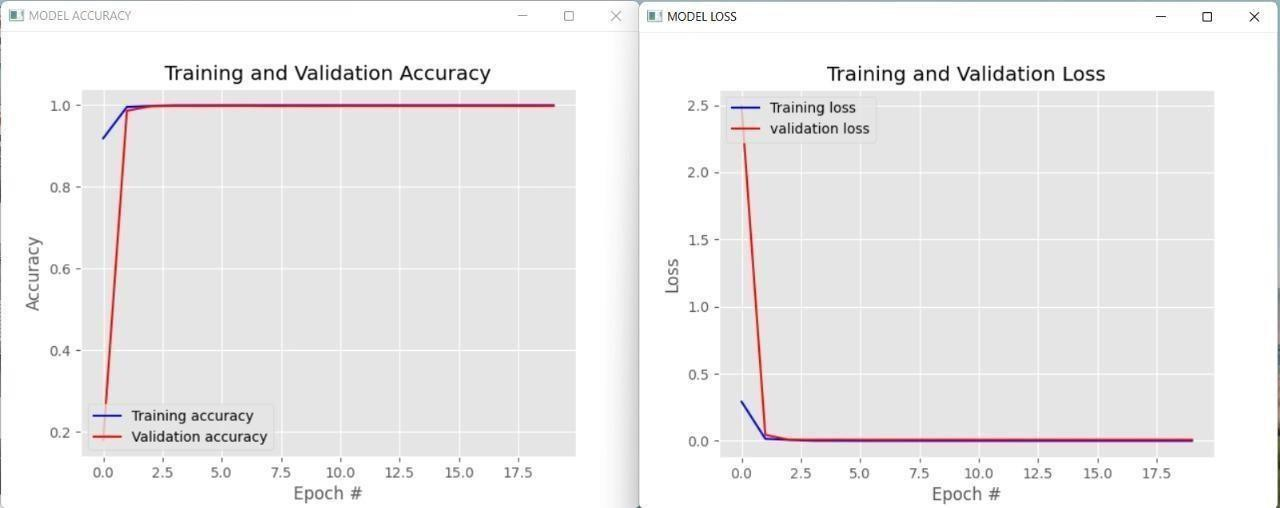 MODEL ACCURACY
Training and Validation Accuracy
1.0
0.8
0.6
0.4
0.2
Accuracy
Training accuracy
Validation accuracy
0.0 2.5 5.0 7.5 10.0 12.5 15.0 17.5
Epoch #
MODEL LOSS
Training and Validation Loss
2.5
2.0
1.5
1.0
0.5
0.0
Loss
Training loss
validation loss
0.0 2.5 5.0 7.5 10.0 12.5 15.0 17.5
Epoch #